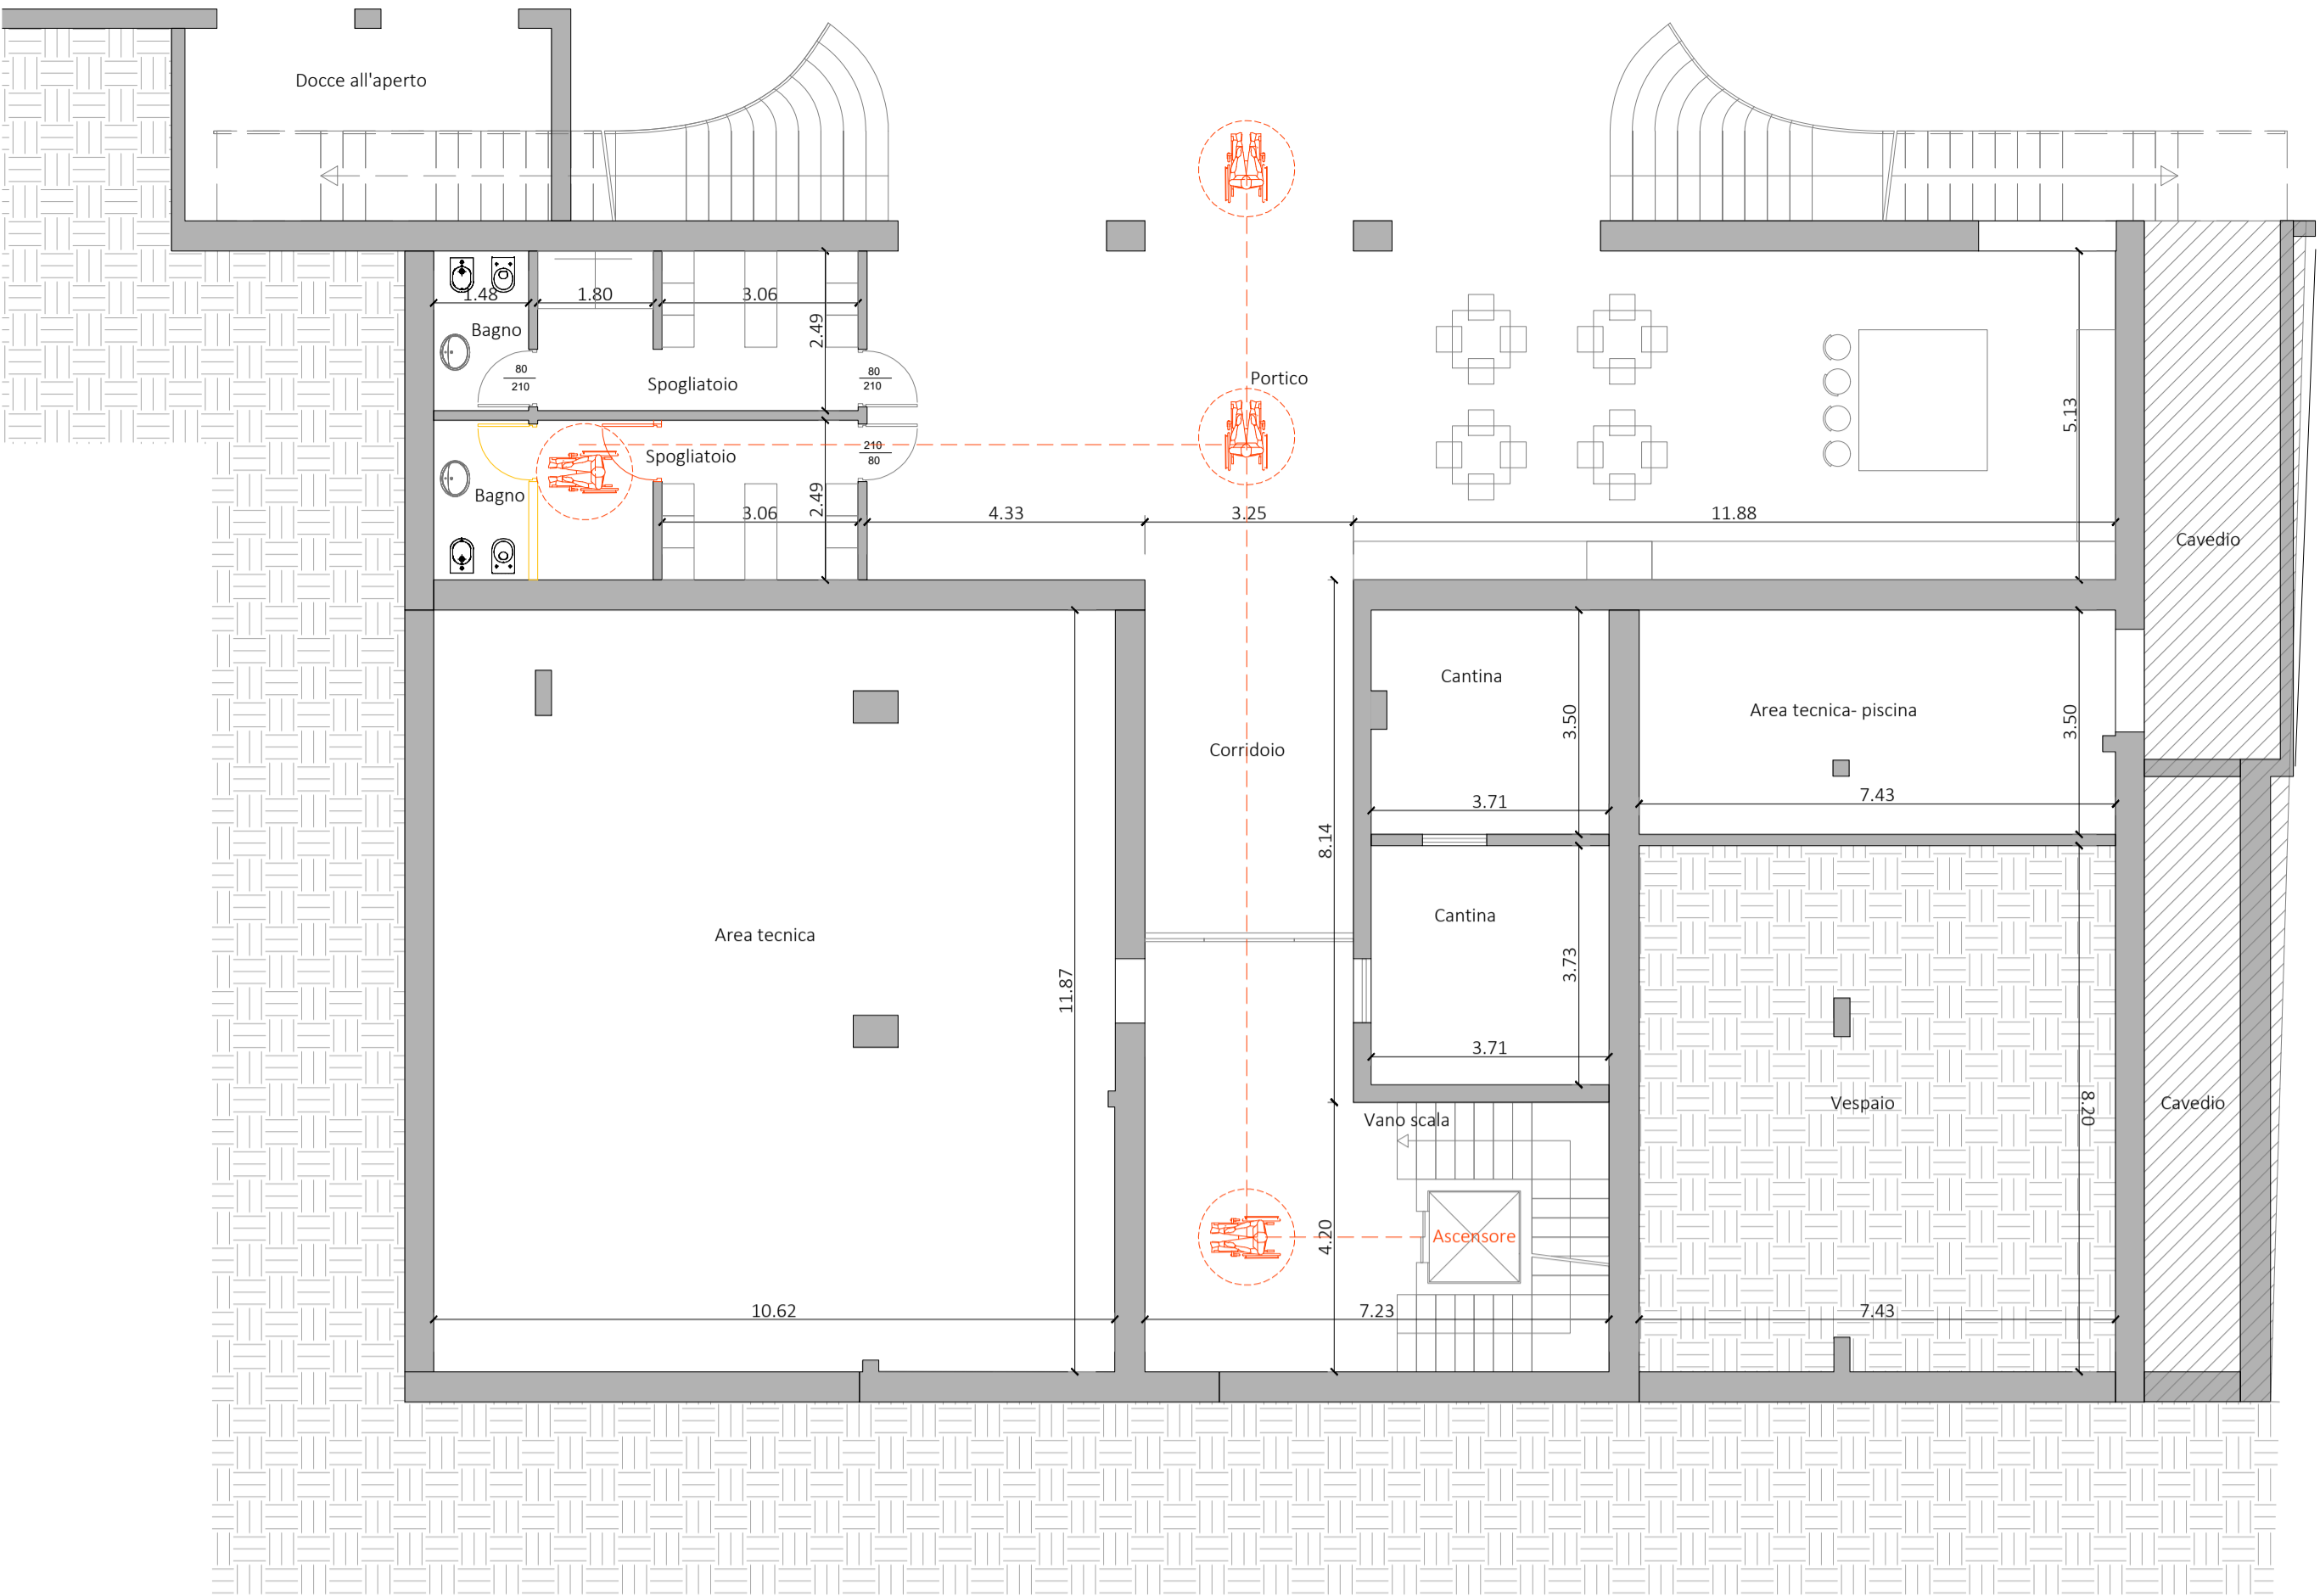 Docce all'aperto
1.48
1.80
3.06
2.49
Bagno
80
210
Spogliatoio
80
210
Portico
5.13
Spogliatoio
210
80
Bagno
2.49
3.06
4.33
3.25
11.88
Cavedio
Cantina
3.50
Area tecnica- piscina
3.50
Corridoio
3.71
7.43
8.14
Cantina
Area tecnica
11.87
3.73
3.71
Vano scala
Vespaio
8.20
Cavedio
4.20
Ascensore
10.62
7.23
7.43